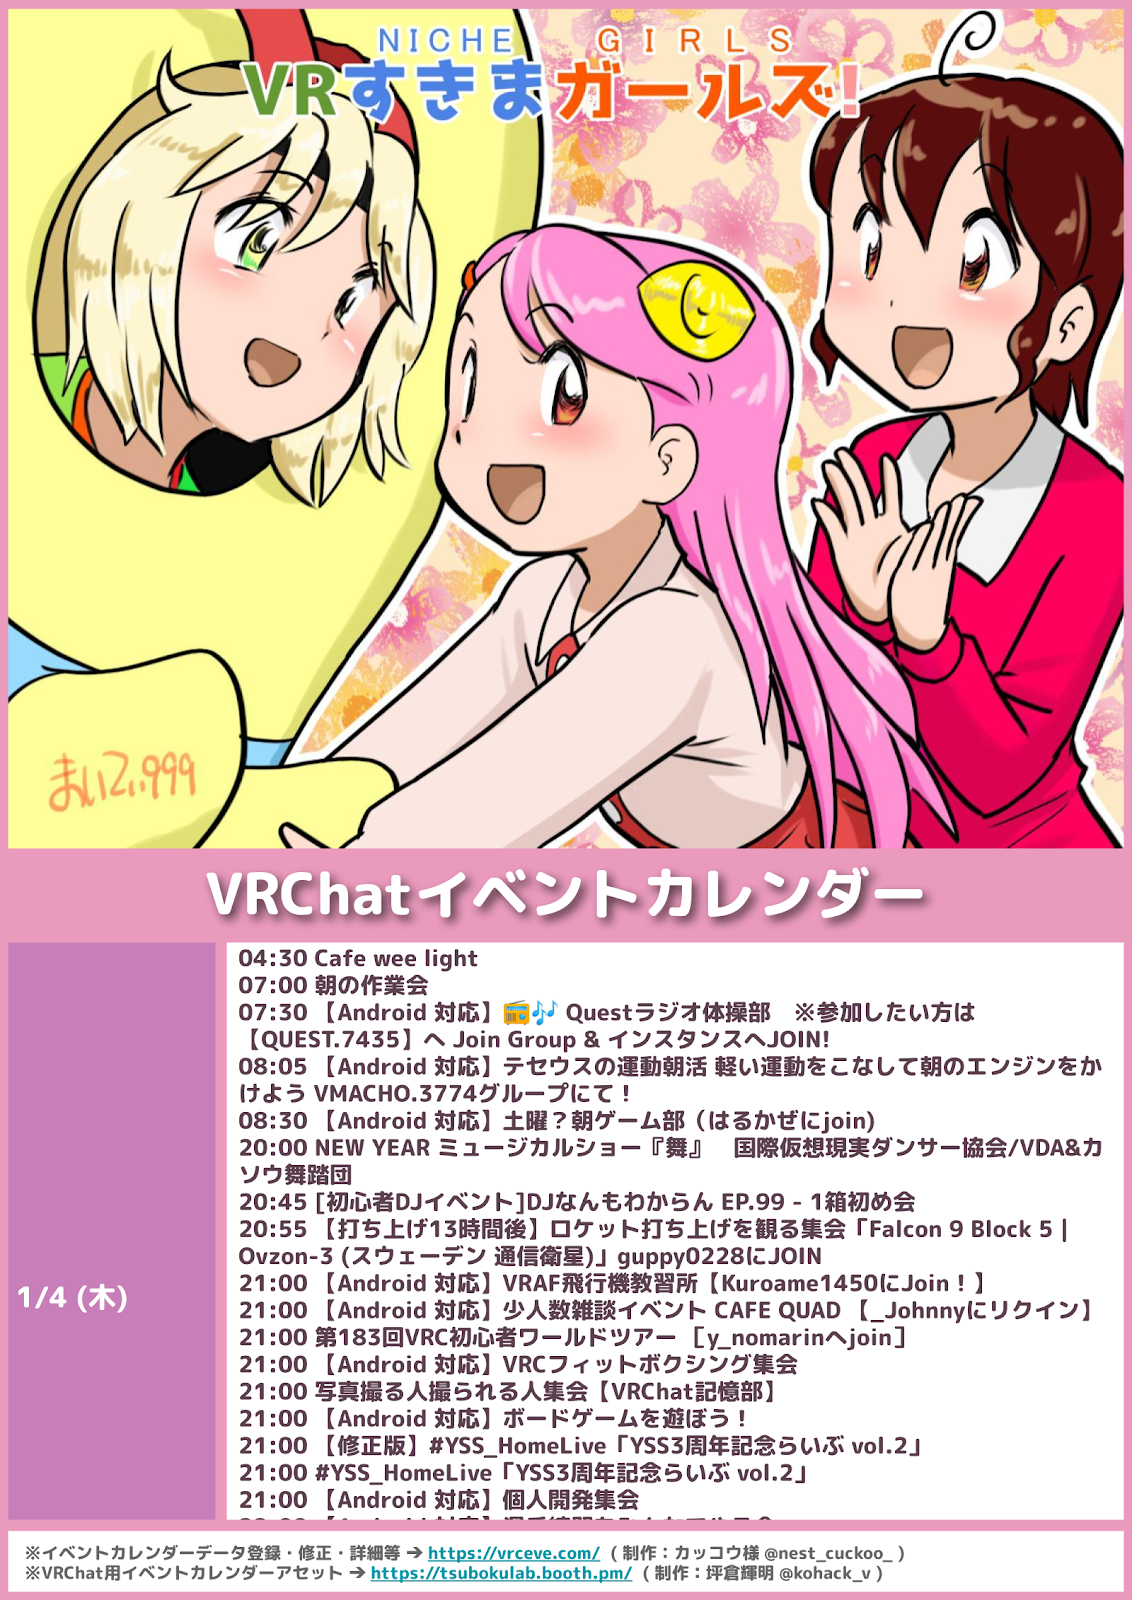 NICHE GIRLS
VRすきまガールズ!
まいてぃ999
VRChatイベントカレンダー
1/4 (木)
04:30 Cafe wee light
07:00 朝の作業会
07:30 【Android 対応】📻🎶 Questラジオ体操部　※参加したい方は
【QUEST.7435】へ Join Group & インスタンスへJOIN!
08:05 【Android 対応】テセウスの運動朝活 軽い運動をこなして朝のエンジンをか
けよう VMACHO.3774グループにて！
08:30 【Android 対応】土曜？朝ゲーム部（はるかぜにjoin)
20:00 NEW YEAR ミュージカルショー『舞』　国際仮想現実ダンサー協会/VDA&カ
ソウ舞踏団
20:45 [初心者DJイベント]DJなんもわからん EP.99 - 1箱初め会
20:55 【打ち上げ13時間後】ロケット打ち上げを観る集会「Falcon 9 Block 5 |
Ovzon-3 (スウェーデン 通信衛星)」guppy0228にJOIN
21:00 【Android 対応】VRAF飛行機教習所【Kuroame1450にJoin！】
21:00 【Android 対応】少人数雑談イベント CAFE QUAD 【_Johnnyにリクイン】
21:00 第183回VRC初心者ワールドツアー ［y_nomarinへjoin］
21:00 【Android 対応】VRCフィットボクシング集会
21:00 写真撮る人撮られる人集会【VRChat記憶部】
21:00 【Android 対応】ボードゲームを遊ぼう！
21:00 【修正版】#YSS_HomeLive「YSS3周年記念らいぶ vol.2」
21:00 #YSS_HomeLive「YSS3周年記念らいぶ vol.2」
21:00 【Android 対応】個人開発集会
※イベントカレンダーデータ登録・修正・詳細等 → https://vrceve.com/ （制作：カッコウ様 @nest_cuckoo_ ）
※VRChat用イベントカレンダーアセット → https://tsubokulab.booth.pm/ （制作：坪倉輝明 @kohack_v ）